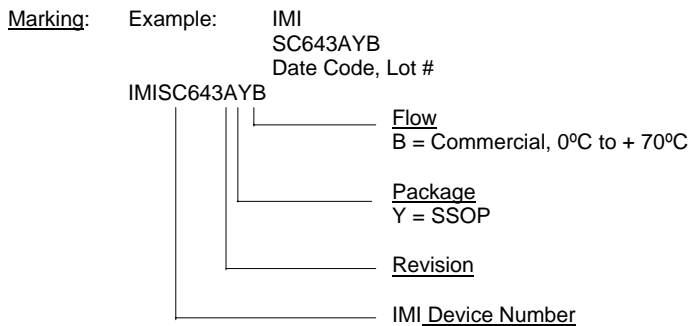 Marking: Example: IMI
SC643AYB
Date Code, Lot #
IMISC643AYB
Flow
B = Commercial, 0ºC to + 70ºC
Package
Y = SSOP
Revision
IMI Device Number